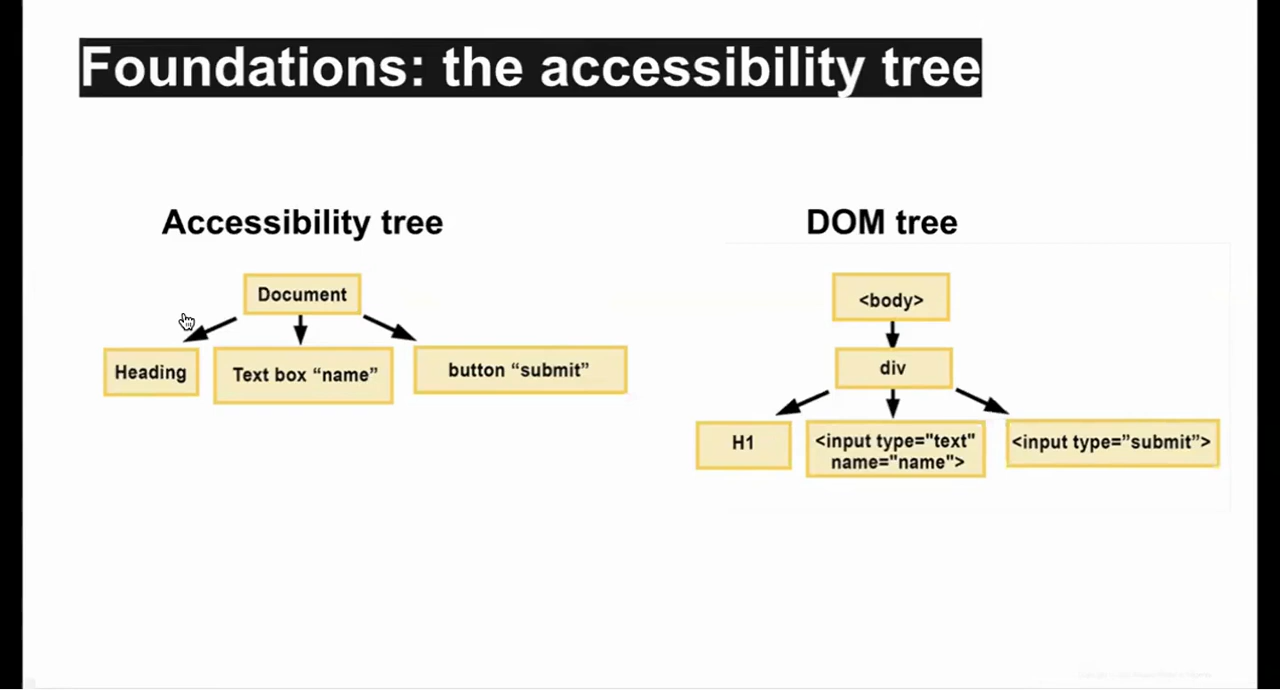 Foundations: the accessibility tree
Accessibility tree
Document
Heading
Text box “name”
button “submit”
DOM tree
<body>
div
H1
<input type="text"
name="name">
<input type=”submit”>